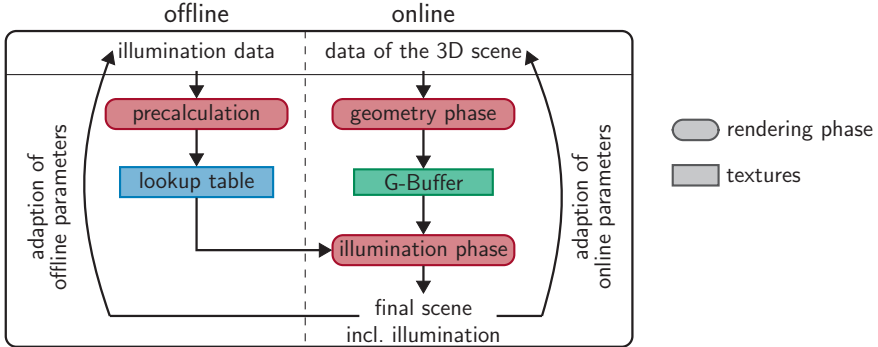 offline
online
illumination data
data of the 3D scene
precalculation
geometry phase
rendering phase
adaption of
offline parameters
adaption of
online parameters
lookup table
G-Buffer
textures
illumination phase
final scene
incl. illumination